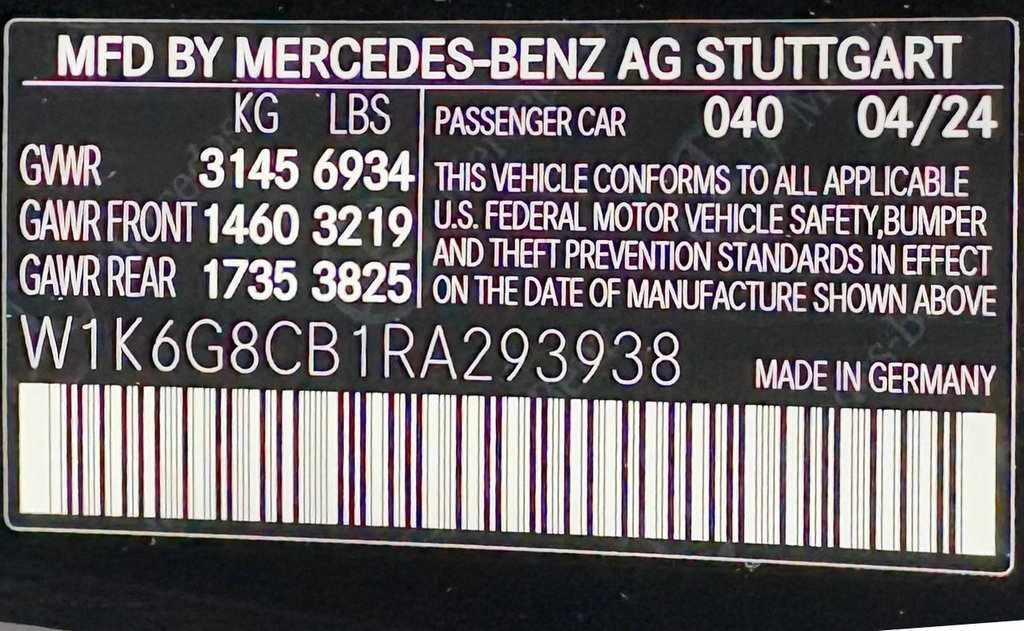 MFD BY MERCEDES-BENZ AG STUTTGART
KG LBS
GVWR 3145 6934
GAWR FRONT 1460 3219
GAWR REAR 1735 3825
PASSENGER CAR 040 04/24
THIS VEHICLE CONFORMS TO ALL APPLICABLE
U.S. FEDERAL MOTOR VEHICLE SAFETY,BUMPER
AND THEFT PREVENTION STANDARDS IN EFFECT
ON THE DATE OF MANUFACTURE SHOWN ABOVE
W1K6G8CB1RA293938
MADE IN GERMANY